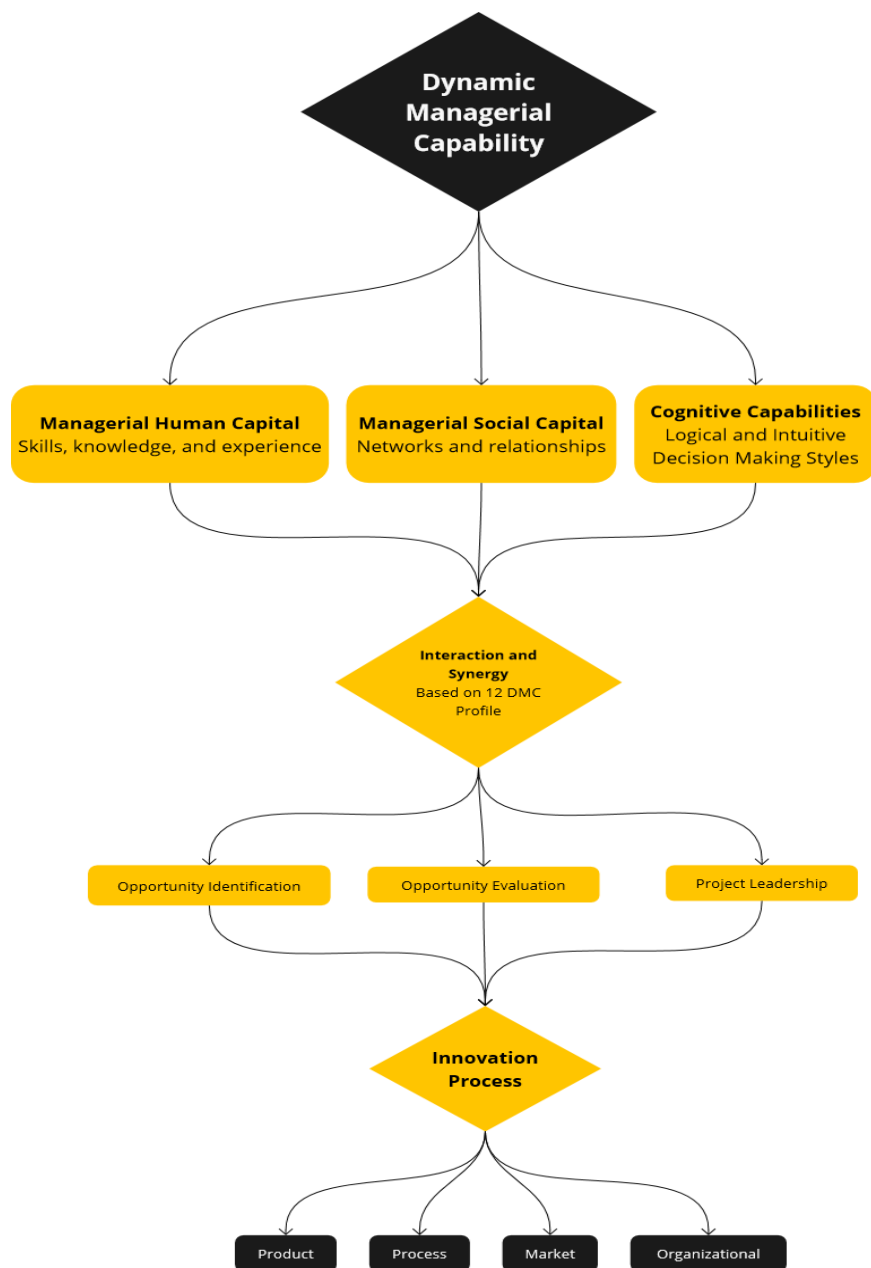 Dynamic
Managerial
Capability
Managerial Human Capital
Skills, knowledge, and experience
Managerial Social Capital
Networks and relationships
Cognitive Capabilities
Logical and Intuitive
Decision Making Styles
Interaction and
Synergy
Based on 12 DMC
Profile
Opportunity Identification
Opportunity Evaluation
Project Leadership
Innovation
Process
Product
Process
Market
Organizational